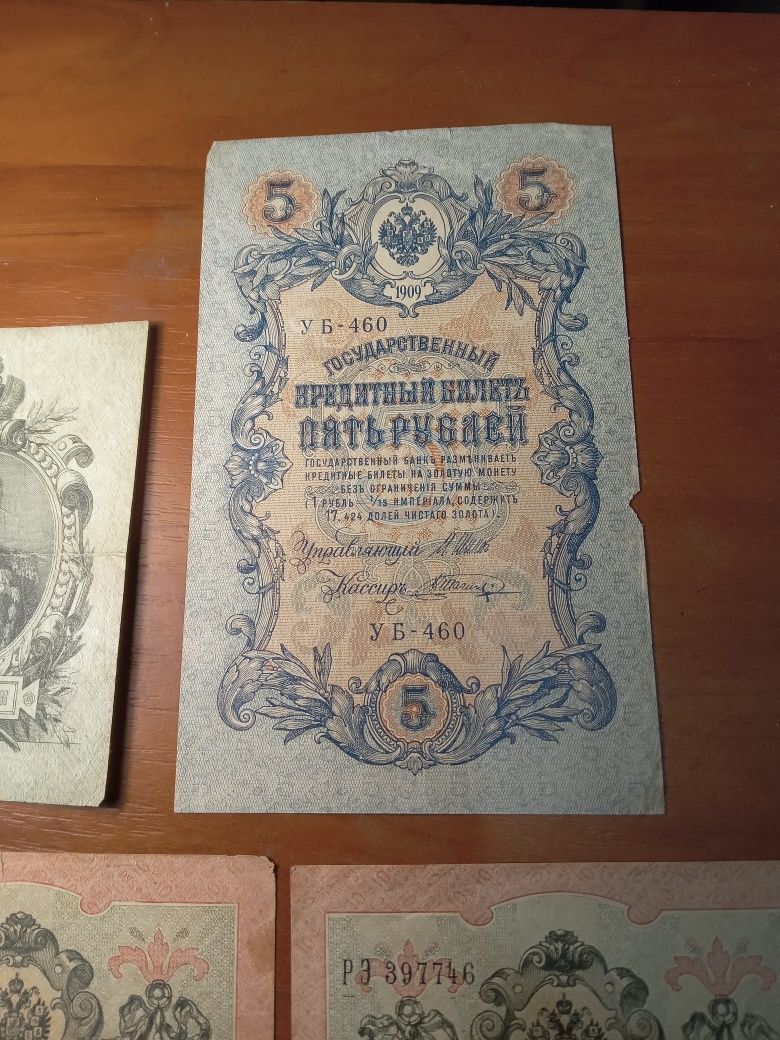 5
5
1909
УБ-460
ГОСУДАРСТВЕННЫЙ
КРЕДИТНЫЙ БИЛЕТЪ
ПЯТЬ РУБЛЕЙ
ГОСУДАРСТВЕННЫЙ БАНКЪ РАЗМѢНИВАЕТЪ
КРЕДИТНЫЕ БИЛЕТЫ НА ЗОЛОТУЮ МОНЕТУ
БЕЗЪ ОГРАНИЧЕНІЯ СУММЫ
(1 РУБЛЬ = 1/15 ИМПЕРІАЛА, СОДЕРЖИТЪ
17,424 ДОЛЕЙ ЧИСТАГО ЗОЛОТА).
Управляющій
Кассиръ
УБ-460
5
РЭ 397746